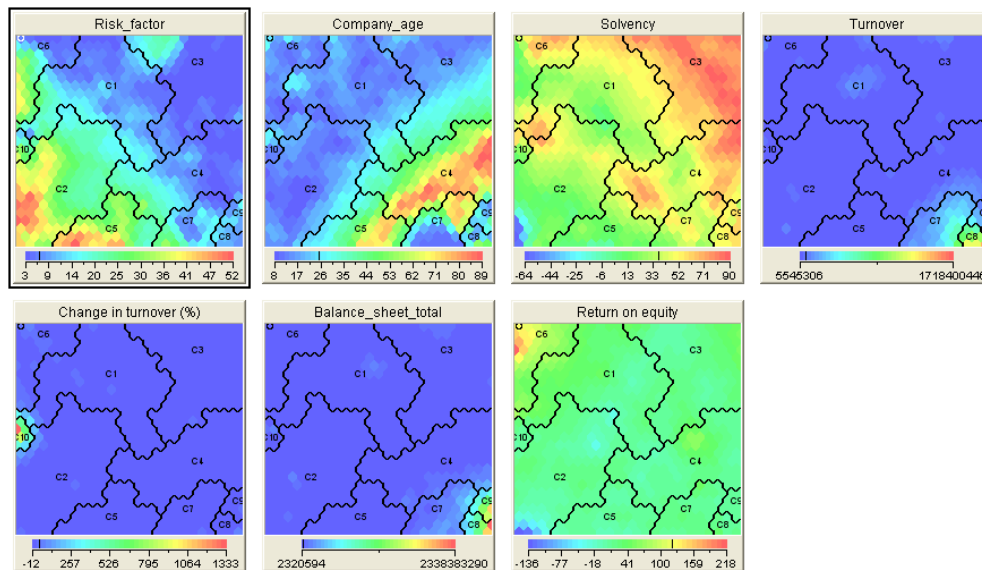 Risk_factor
C6
C3
C1
C10
C2
C4
C5
C7
C9
C8
3 9 14 20 25 30 36 41 47 52
Company_age
C6
C3
C1
C10
C2
C4
C5
C7
C9
C8
8 17 26 35 44 53 62 71 80 89
Solvency
C6
C3
C1
C10
C2
C4
C5
C7
C9
C8
-64 -44 -25 -6 13 33 52 71 90
Turnover
C6
C3
C1
C10
C2
C4
C5
C7
C9
C8
5545306 1718400446
Change in turnover (%)
C6
C3
C1
C10
C2
C4
C5
C7
C9
C8
-12 257 526 795 1064 1333
Balance_sheet_total
C6
C3
C1
C10
C2
C4
C5
C7
C9
C8
2320594 2338383290
Return on equity
C6
C3
C1
C10
C2
C4
C5
C7
C9
C8
-136 -77 -18 41 100 159 218